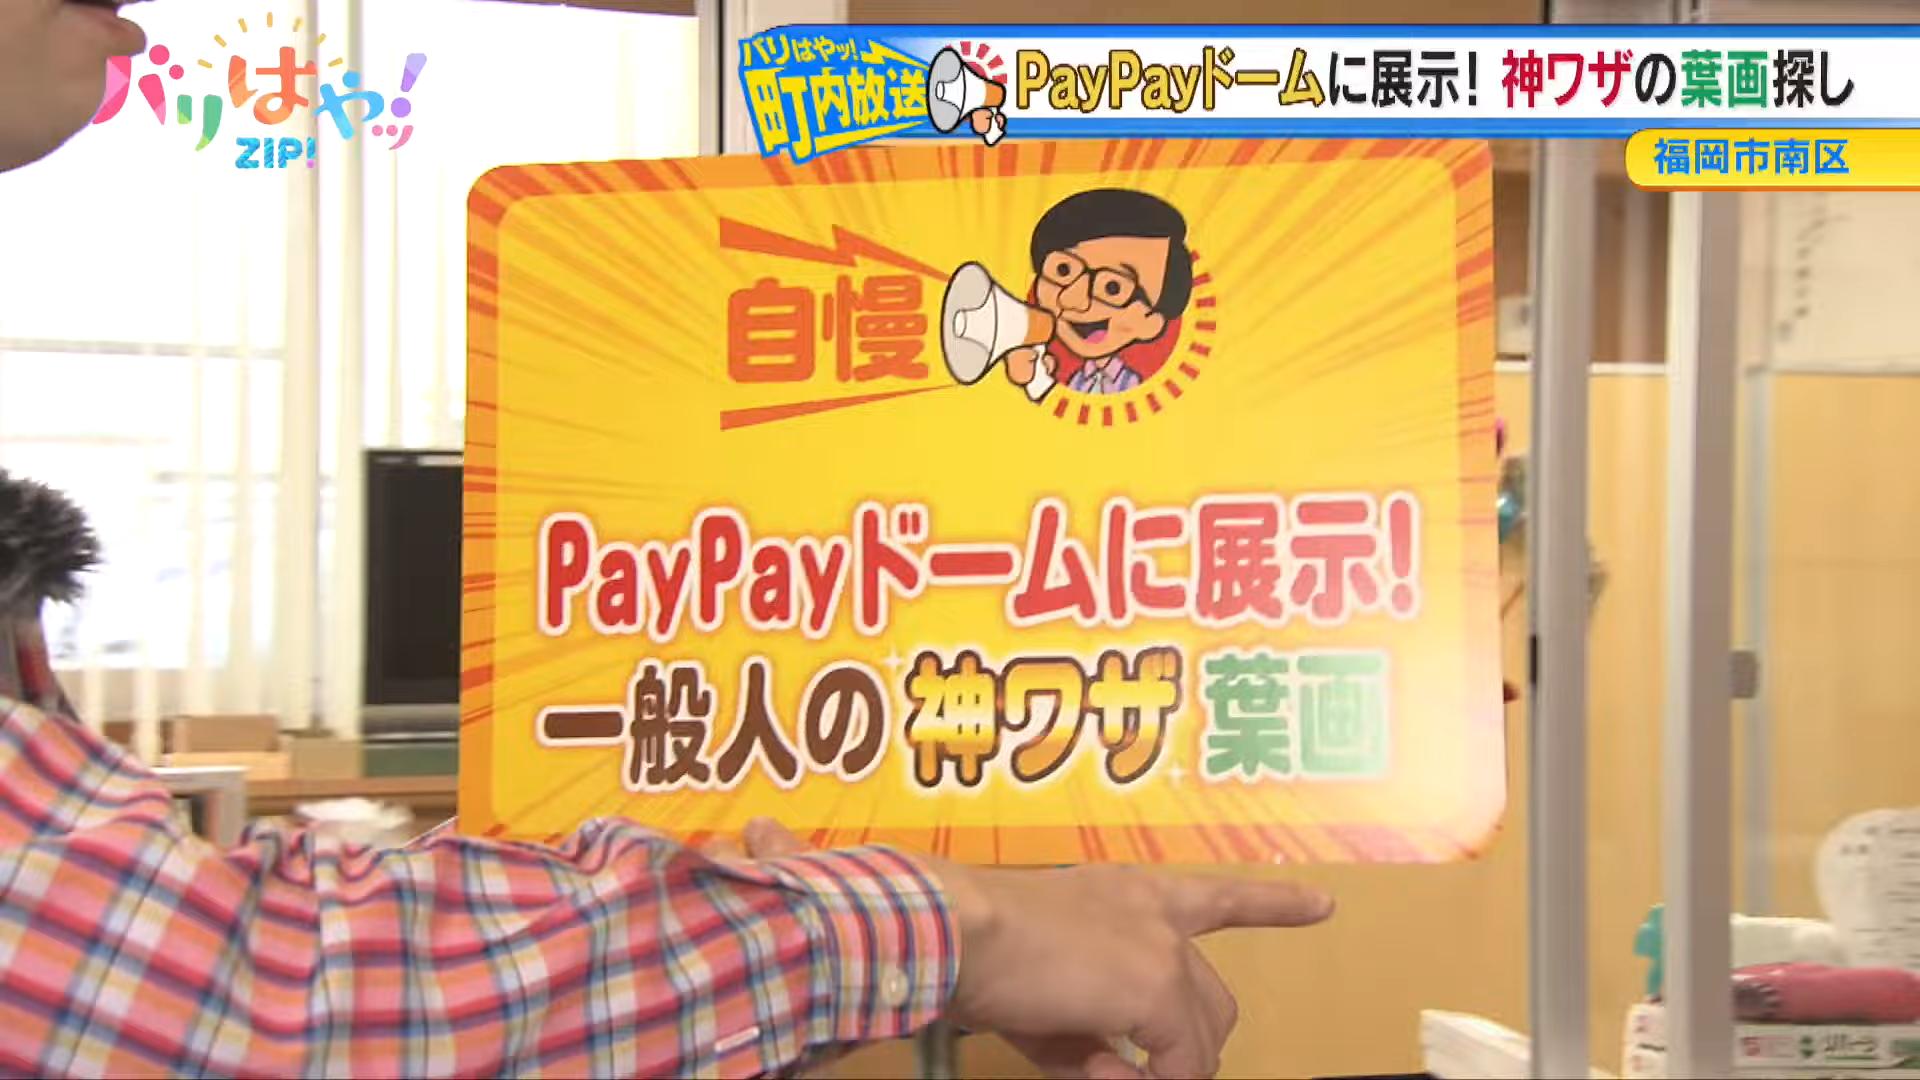 バリはやッ!
ZIP!
バリはやッ!
町内放送
PayPayドームに展示!神ワザの葉画探し
福岡市南区
自慢
PayPayドームに展示!
一般人の神ワザ葉画